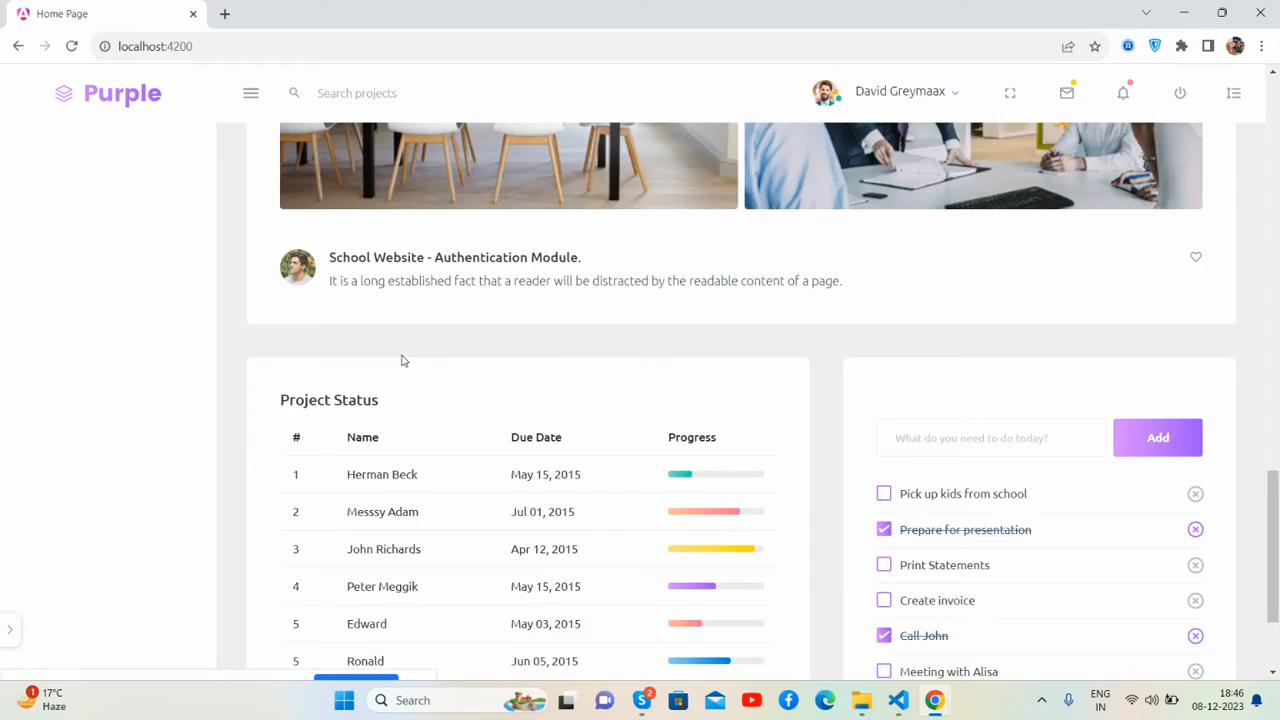 Home Page
localhost:4200
Purple
Search projects
David Greymaax
School Website - Authentication Module.
It is a long established fact that a reader will be distracted by the readable content of a page.
Project Status
# Name Due Date Progress
1 Herman Beck May 15, 2015
2 Messsy Adam Jul 01, 2015
3 John Richards Apr 12, 2015
4 Peter Meggik May 15, 2015
5 Edward May 03, 2015
5 Ronald Jun 05, 2015
What do you need to do today? Add
Pick up kids from school
Prepare for presentation
Print Statements
Create invoice
Call John
Meeting with Alisa
1
17°C
Haze
Search
2
ENG
IN
18:46
08-12-2023